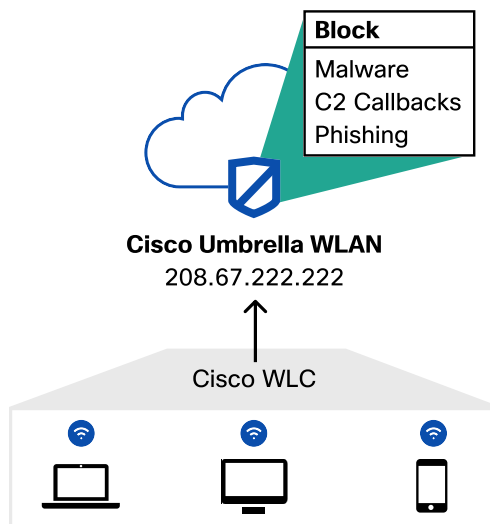 Block
Malware
C2 Callbacks
Phishing
Cisco Umbrella WLAN
208.67.222.222
Cisco WLC